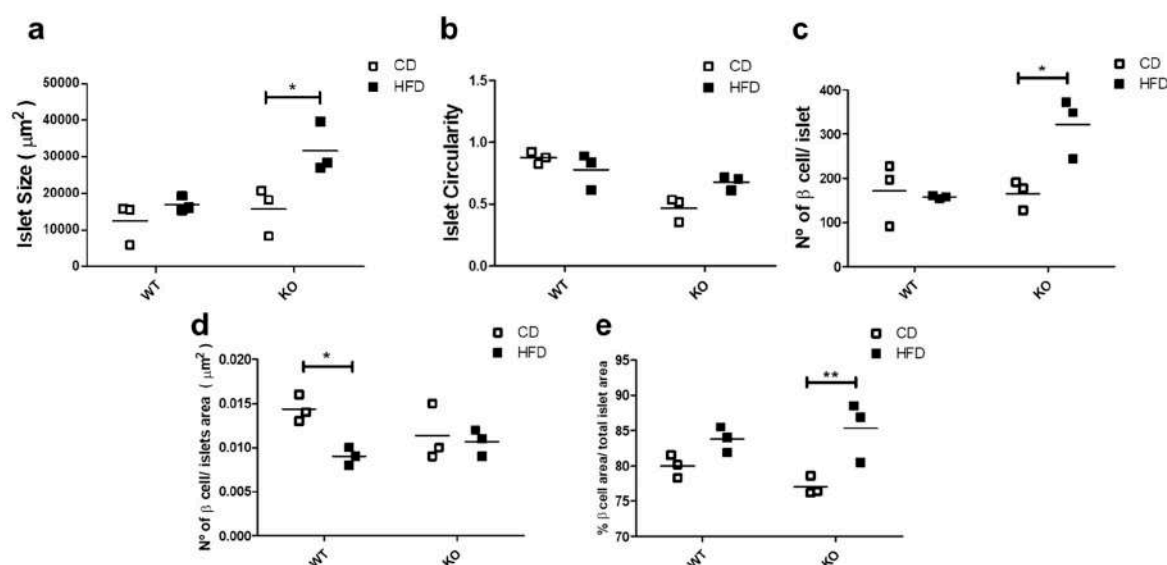 a
Islet Size ( μm²)
50000
40000
30000
20000
10000
0
*
CD
HFD
WT
KO
b
Islet Circularity
1.5
1.0
0.5
0.0
CD
HFD
WT
KO
c
Nº of β cell/ islet
400
300
200
100
0
*
CD
HFD
WT
KO
d
Nº of β cell/ islets area ( μm²)
0.020
0.015
0.010
0.005
0.000
*
CD
HFD
WT
KO
e
% β cell area/ total islet area
95
90
85
80
75
70
**
CD
HFD
WT
KO